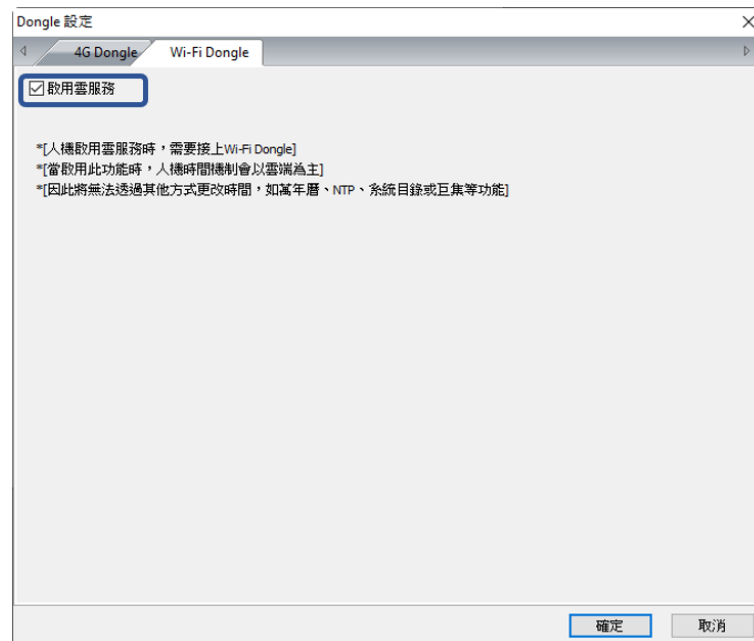 Dongle 設定
4G Dongle
Wi-Fi Dongle
啟用雲服務
*[人機啟用雲服務時，需要接上Wi-Fi Dongle]
*[當啟用此功能時，人機時間機制會以雲端為主]
*[因此將無法透過其他方式更改時間，如萬年曆、NTP、系統目錄或巨集等功能]
確定
取消